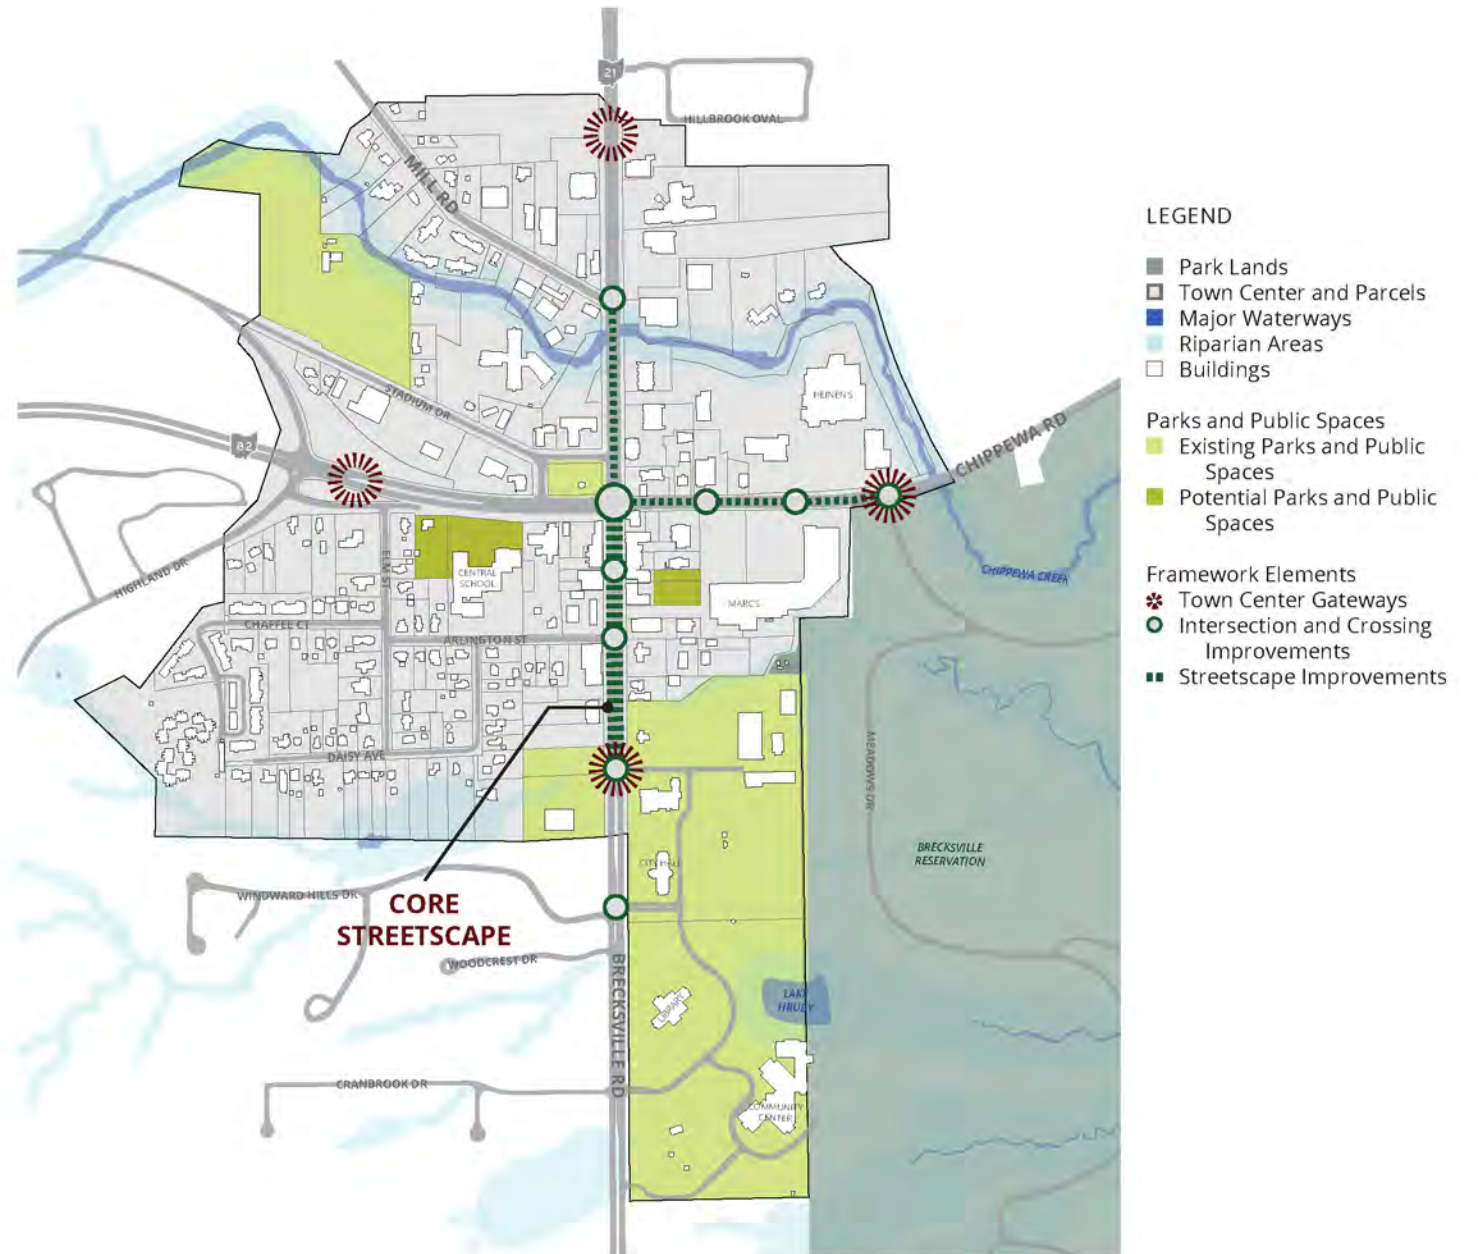 21
HILLBROOK OVAL
MILL RD
HEINEN'S
STADIUM DR
82
CHIPPEWA RD
HIGHLAND DR
ELM ST
CENTRAL
SCHOOL
CHIPPEWA CREEK
MARC'S
CHAFFEE CT
ARLINGTON ST
DAISY AVE
MEADOWS DR
BRECKSVILLE
RESERVATION
CITY HALL
WINDWARD HILLS DR
CORE
STREETSCAPE
WOODCREST DR
BRECKSVILLE RD
LIBRARY
LAKE
HRUBY
CRANBROOK DR
COMMUNITY
CENTER
LEGEND
Park Lands
Town Center and Parcels
Major Waterways
Riparian Areas
Buildings
Parks and Public Spaces
Existing Parks and Public
Spaces
Potential Parks and Public
Spaces
Framework Elements
Town Center Gateways
Intersection and Crossing
Improvements
Streetscape Improvements